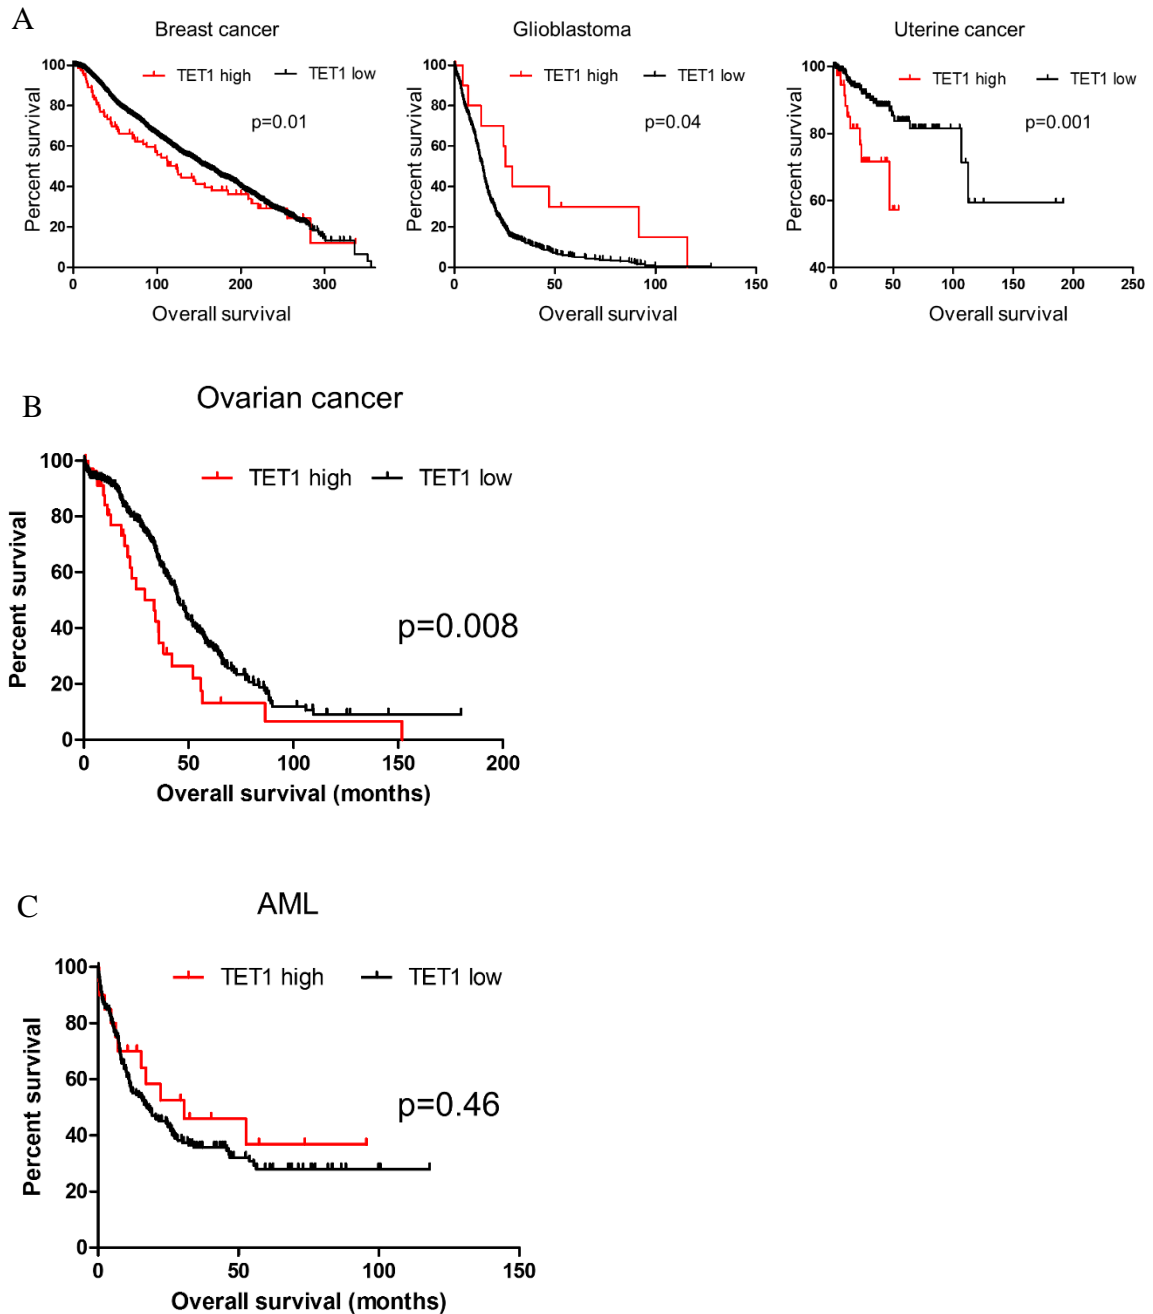 A
Breast cancer
TET1 high TET1 low
p=0.01
Percent survival
100
80
60
40
20
0
0 100 200 300
Overall survival
Glioblastoma
TET1 high TET1 low
p=0.04
Percent survival
100
80
60
40
20
0
0 50 100 150
Overall survival
Uterine cancer
TET1 high TET1 low
p=0.001
Percent survival
100
80
60
40
0 50 100 150 200 250
Overall survival
B
Ovarian cancer
TET1 high TET1 low
p=0.008
Percent survival
100
80
60
40
20
0
0 50 100 150 200
Overall survival (months)
C
AML
TET1 high TET1 low
p=0.46
Percent survival
100
80
60
40
20
0
0 50 100 150
Overall survival (months)